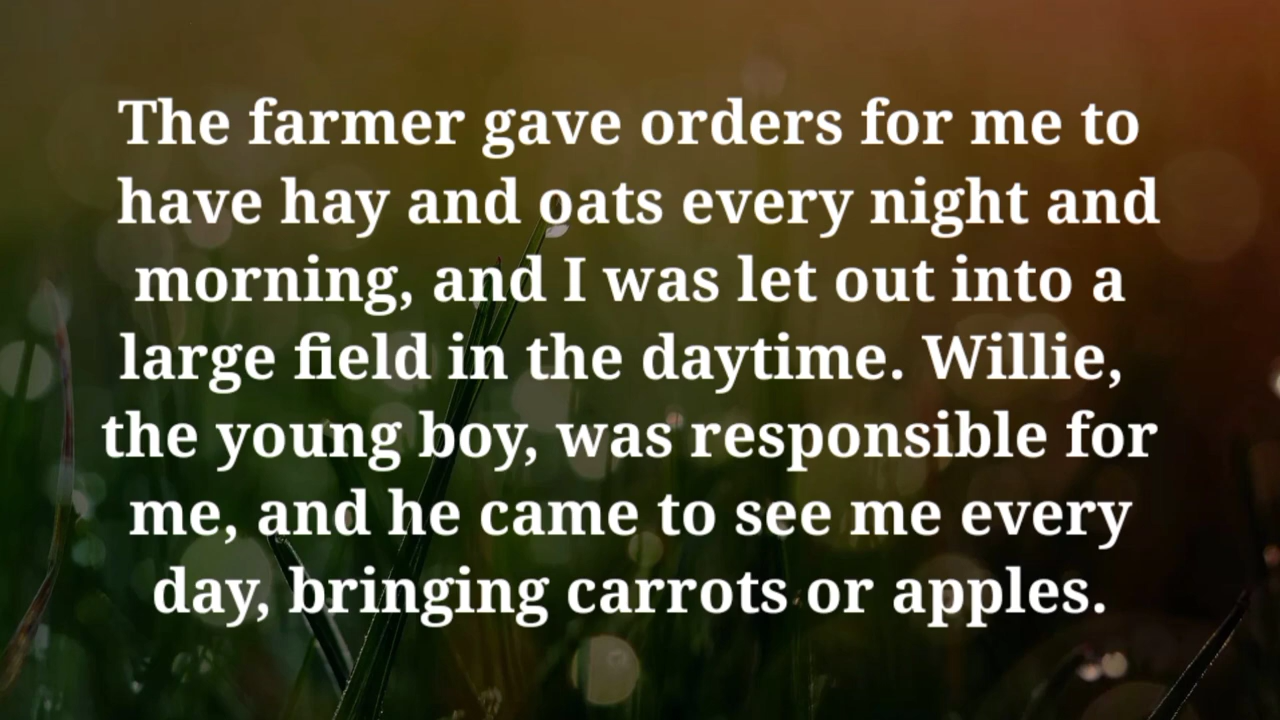 The farmer gave orders for me to
have hay and oats every night and
morning, and I was let out into a
large field in the daytime. Willie,
the young boy, was responsible for
me, and he came to see me every
day, bringing carrots or apples.